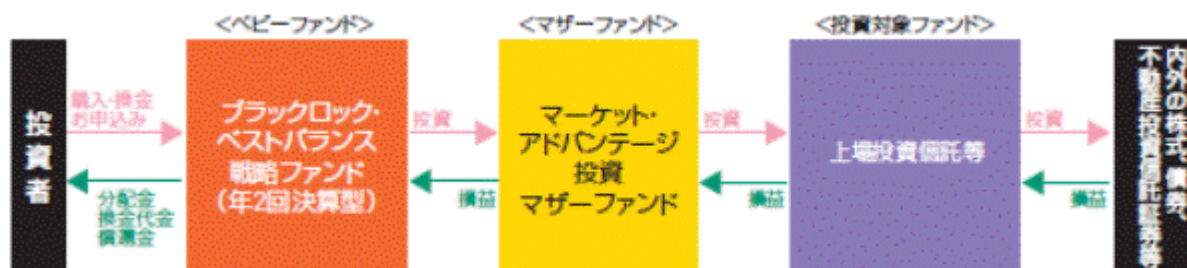 <ベビーファンド>
<マザーファンド>
<投資対象ファンド>
投資者
購入・換金
お申込み
分配金
換金代金
償還金
ブラックロック・
ベストバランス
戦略ファンド
(年2回決算型)
投資
損益
マーケット・
アドバンテージ
投資
マザーファンド
投資
損益
上場投資信託等
投資
損益
内外の株式、債券、
不動産投資信託証券等